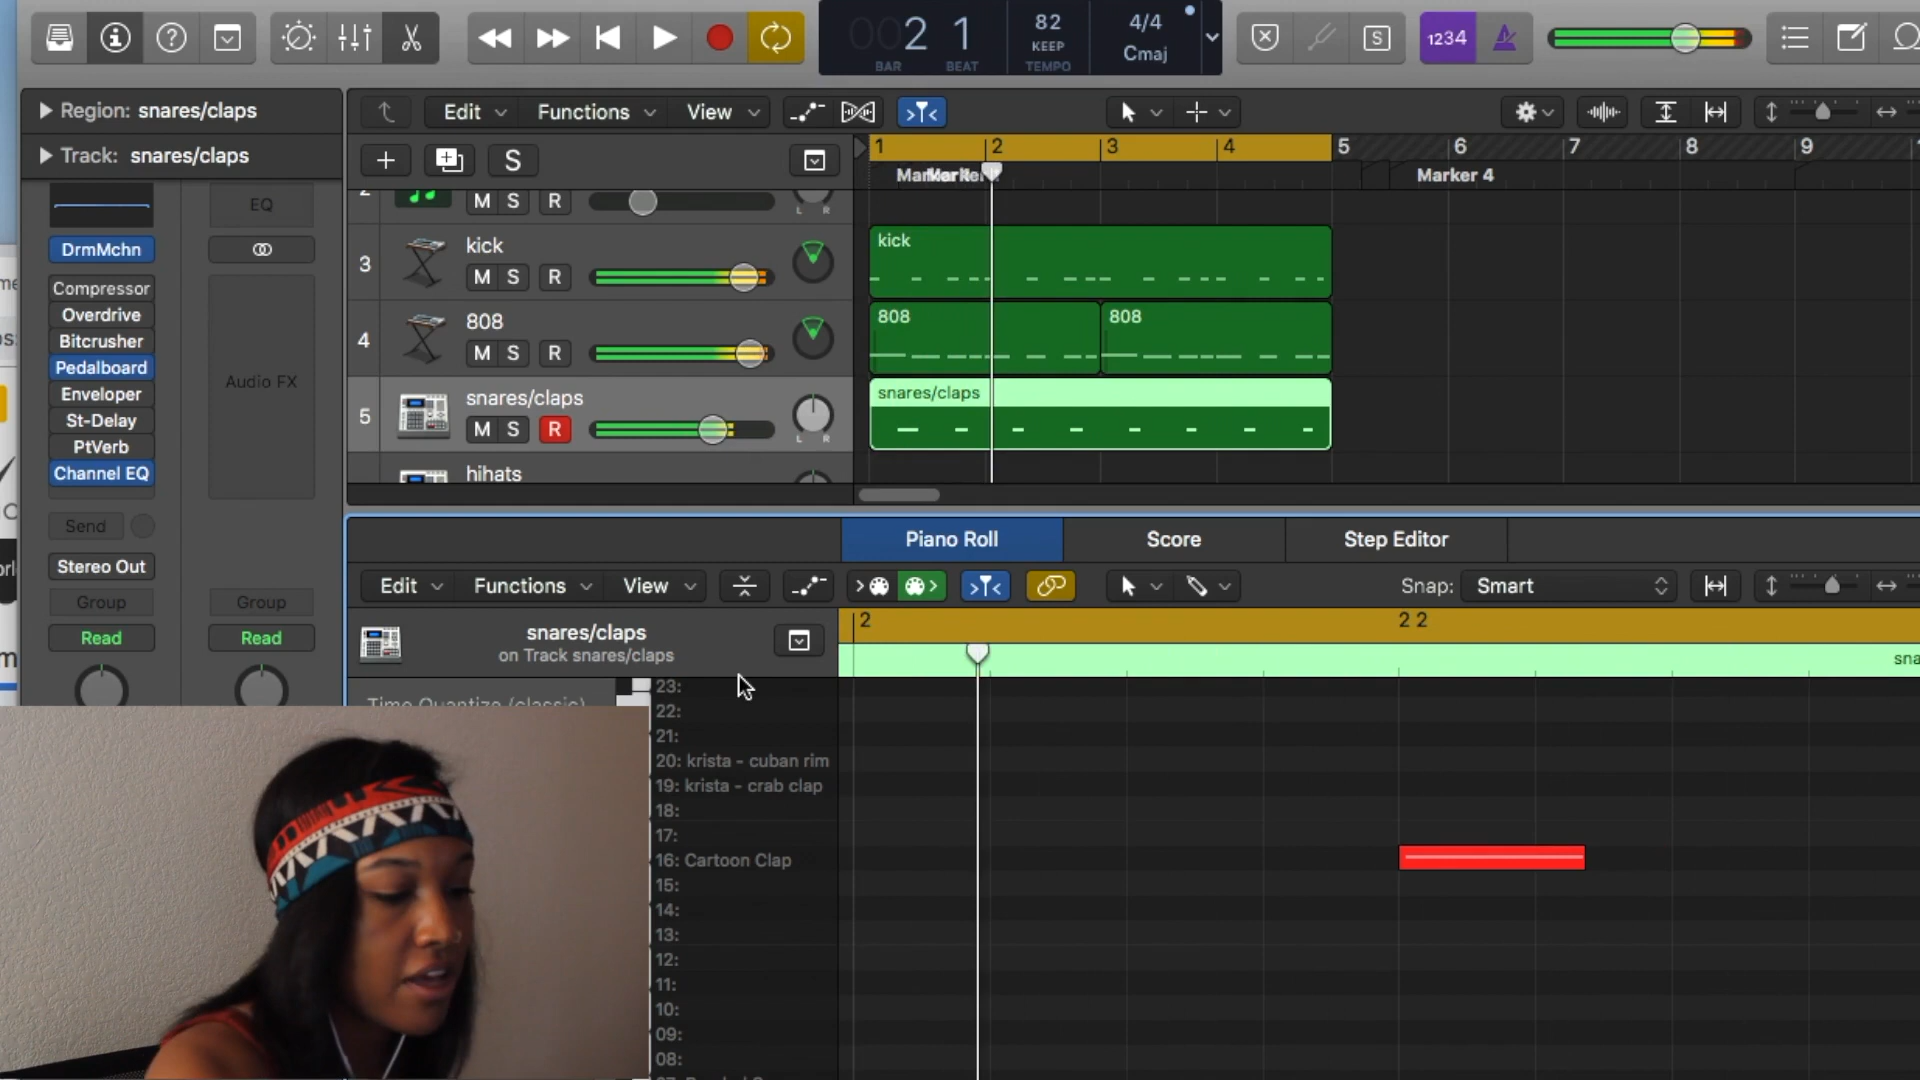 2 1
BAR BEAT
82
KEEP
TEMPO
4/4
Cmaj
S
1234
Region: snares/claps
Track: snares/claps
EQ
DrmMchn
Compressor
Overdrive
Bitcrusher
Pedalboard
Enveloper
St-Delay
PtVerb
Channel EQ
Audio FX
Send
Stereo Out
Group Group
Read Read
Edit Functions View
S
1 2 3 4 5 6 7 8 9
Marker 4
M S R
L R
3 kick
M S R
4 808
M S R
5 snares/claps
M S R
L R
hihats
kick
808 808
snares/claps
Piano Roll Score Step Editor
Edit Functions View
Snap: Smart
2 2 2
snares/claps
on Track snares/claps
sna
Time Quantize (classic)
23:
22:
21:
20: krista - cuban rim
19: krista - crab clap
18:
17:
16: Cartoon Clap
15:
14:
13:
12:
11:
10:
09:
08: